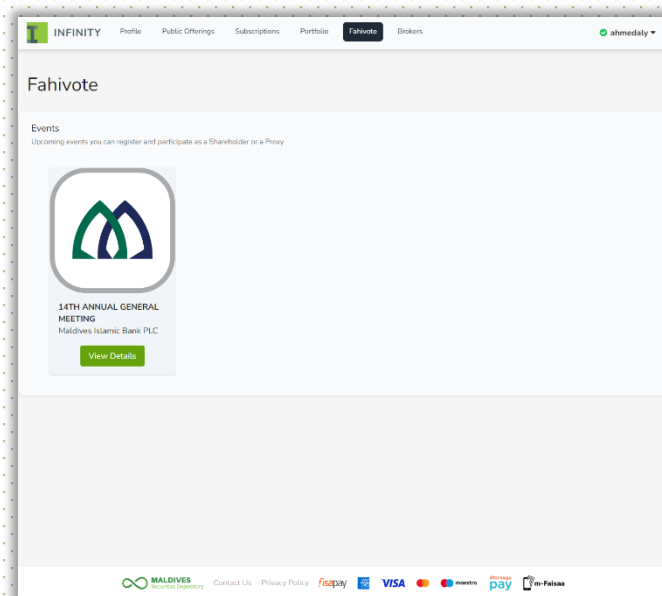 INFINITY Profile Public Offerings Subscriptions Portfolio Fahivote Brokers ahmedaly
Fahivote
Events
Upcoming events you can register and participate as a Shareholder or a Proxy
14TH ANNUAL GENERAL
MEETING
Maldives Islamic Bank PLC
View Details
MALDIVES
Securities Depository
Contact Us Privacy Policy fisapay VISA maestro dhiraagu pay m-Faisaa